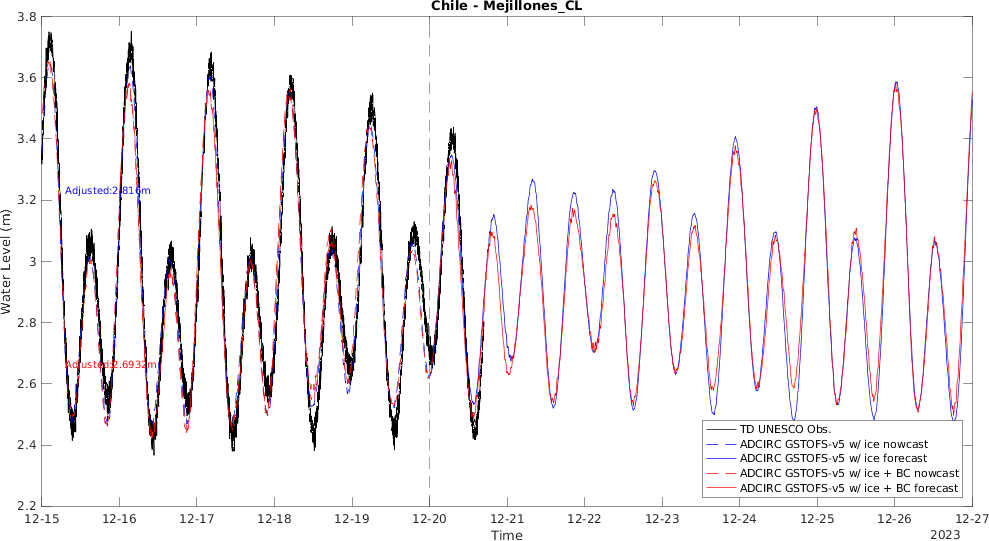 Chile - Mejillones_CL
3.8
3.6
3.4
3.2
3
2.8
2.6
2.4
2.2
Water Level (m)
Adjusted:2.816m
Adjusted:2.6932m
TD UNESCO Obs.
ADCIRC GSTOFS-v5 w/ ice nowcast
ADCIRC GSTOFS-v5 w/ ice forecast
ADCIRC GSTOFS-v5 w/ ice + BC nowcast
ADCIRC GSTOFS-v5 w/ ice + BC forecast
12-15 12-16 12-17 12-18 12-19 12-20 12-21 12-22 12-23 12-24 12-25 12-26 12-27
Time
2023